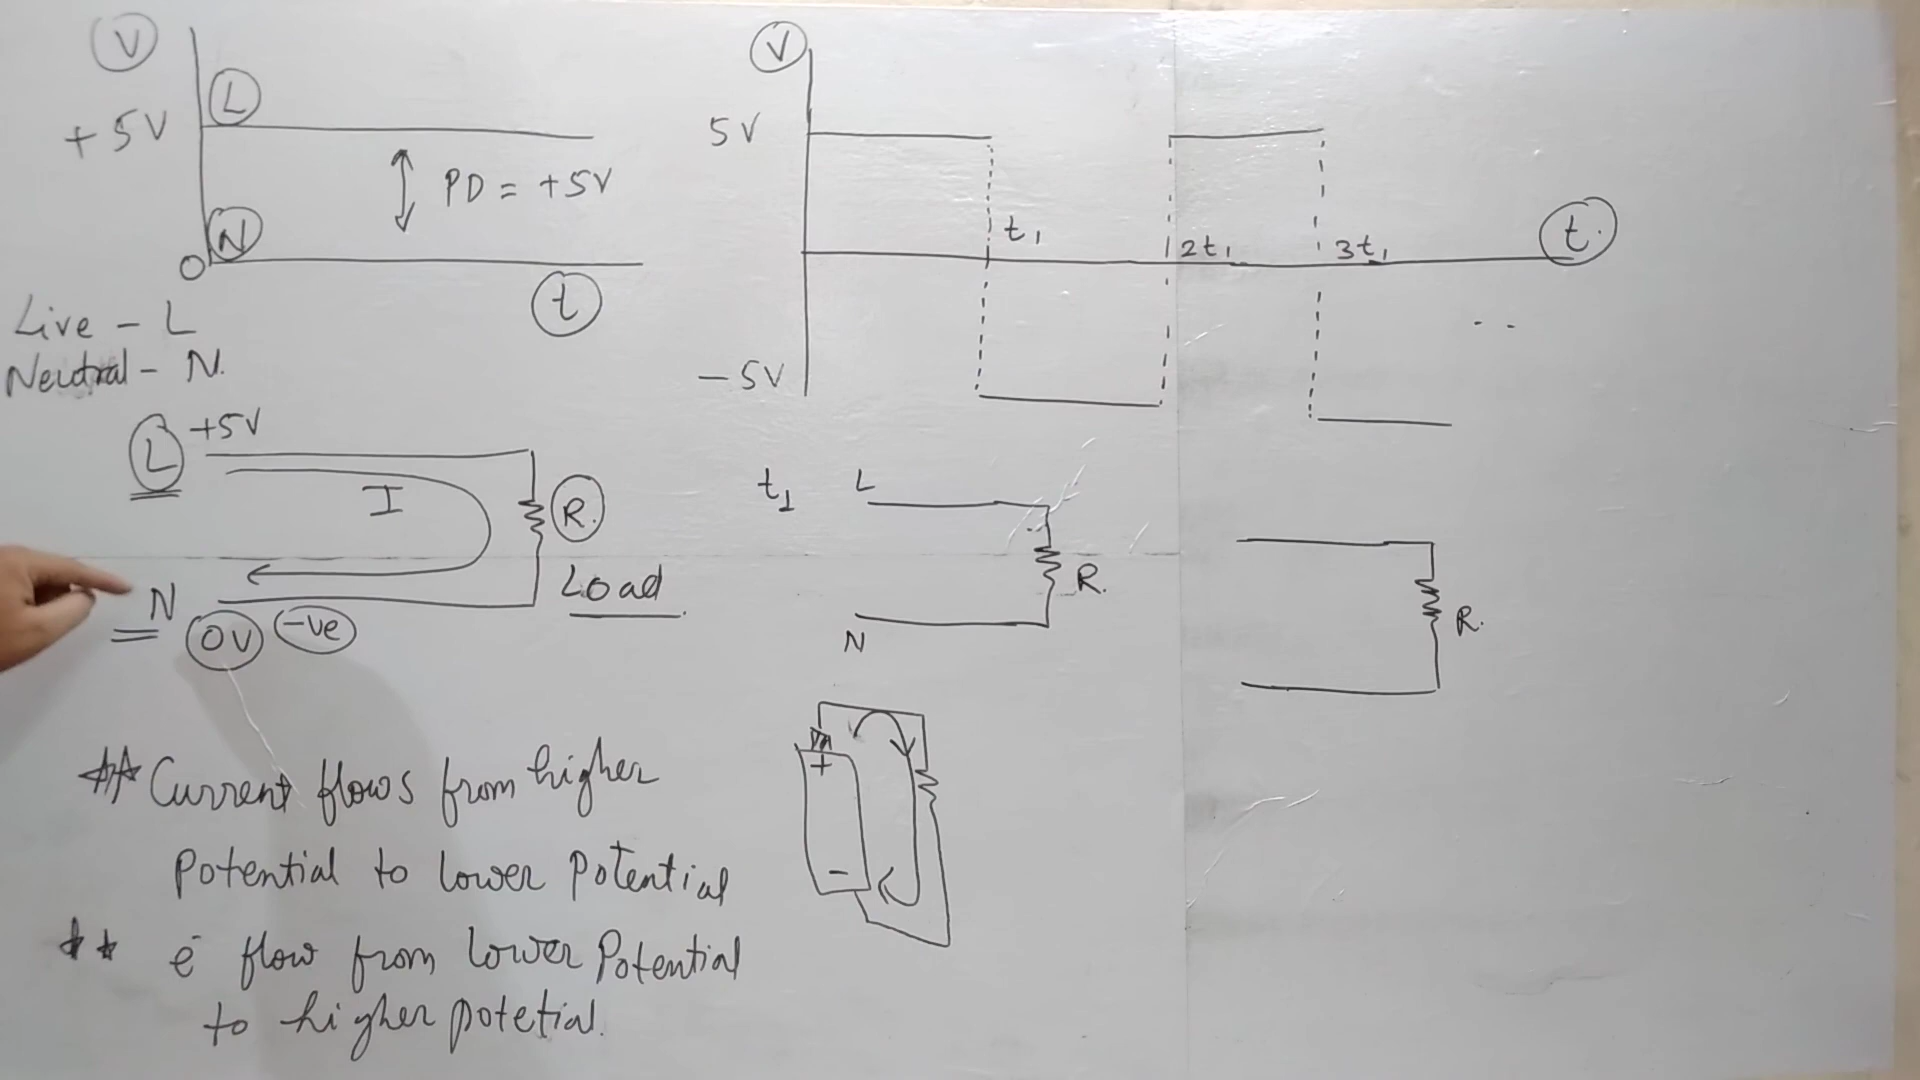 V
+5V
L
PD = +5V
N
O
t
Live - L
Neutral - N.
L +5V
I
R.
N
0V -ve
Load
V
5V
t1
2t1
3t1
t.
-5V
. .
t1 L
R.
N
R.
+
-
** Current flows from higher
Potential to lower potential
** e- flow from lower Potential
to higher potetial.